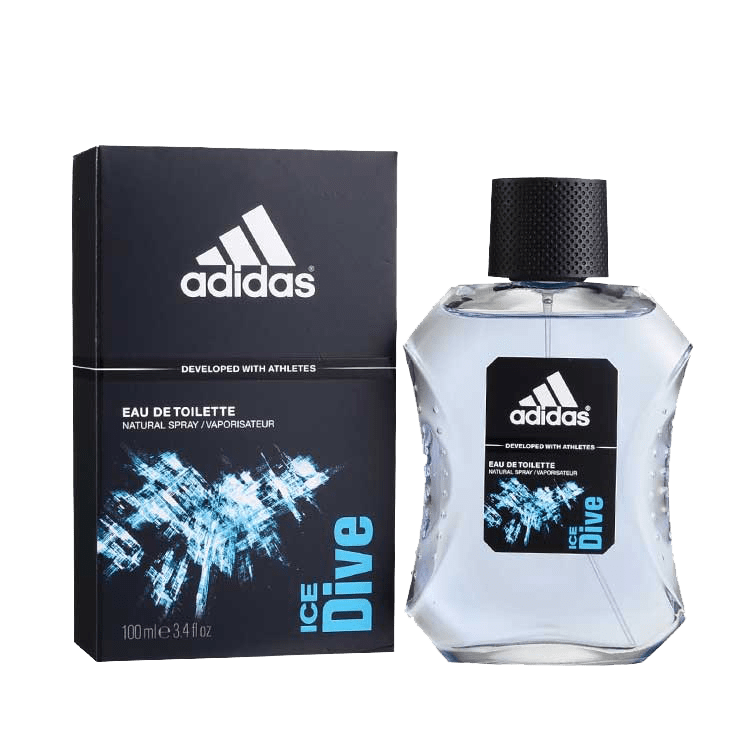 adidas®
DEVELOPED WITH ATHLETES
EAU DE TOILETTE
NATURAL SPRAY / VAPORISATEUR
ICE
Dive
100 ml e 3.4 fl oz
adidas®
DEVELOPED WITH ATHLETES
EAU DE TOILETTE
NATURAL SPRAY / VAPORISATEUR
ICE
Dive